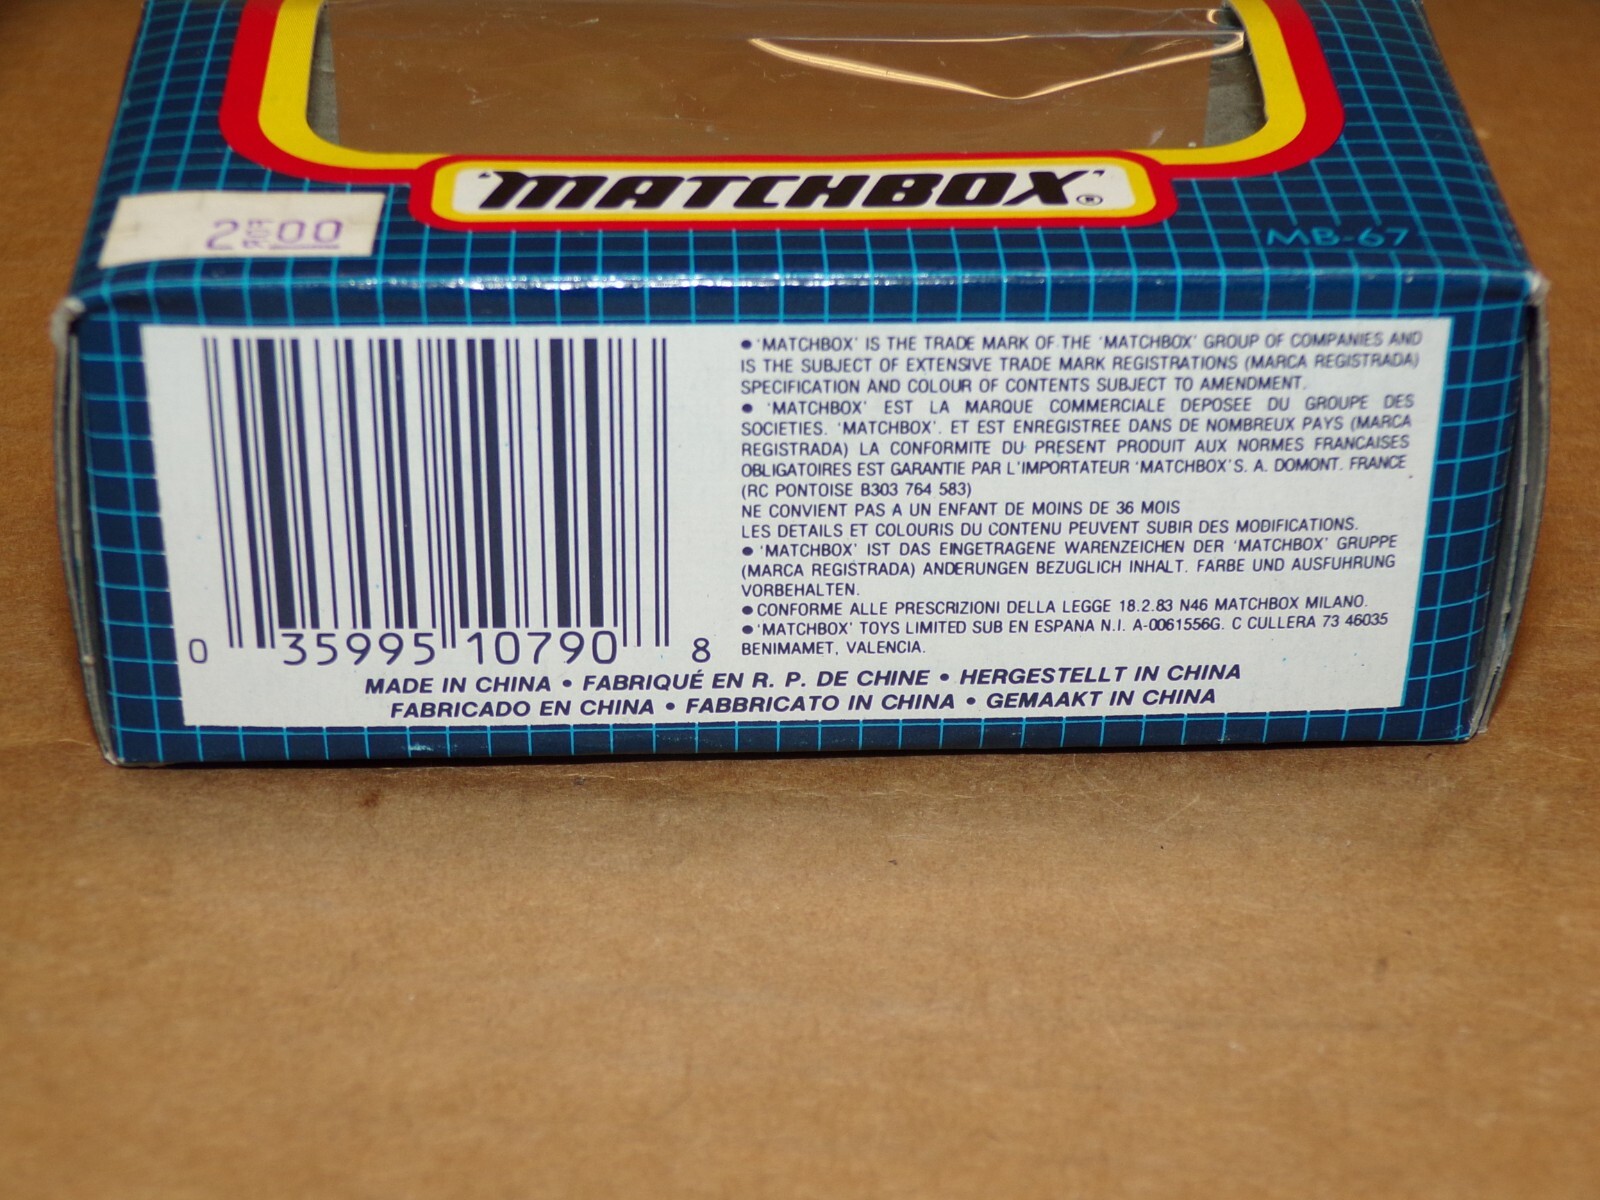 'MATCHBOX'®
2 PTA 00
MB-67
● 'MATCHBOX' IS THE TRADE MARK OF THE 'MATCHBOX' GROUP OF COMPANIES AND
IS THE SUBJECT OF EXTENSIVE TRADE MARK REGISTRATIONS (MARCA REGISTRADA)
SPECIFICATION AND COLOUR OF CONTENTS SUBJECT TO AMENDMENT.
● 'MATCHBOX' EST LA MARQUE COMMERCIALE DEPOSEE DU GROUPE DES
SOCIETIES. 'MATCHBOX'. ET EST ENREGISTREE DANS DE NOMBREUX PAYS (MARCA
REGISTRADA) LA CONFORMITE DU PRESENT PRODUIT AUX NORMES FRANCAISES
OBLIGATOIRES EST GARANTIE PAR L'IMPORTATEUR 'MATCHBOX'S. A. DOMONT. FRANCE
(RC PONTOISE B303 764 583)
NE CONVIENT PAS A UN ENFANT DE MOINS DE 36 MOIS
LES DETAILS ET COLOURIS DU CONTENU PEUVENT SUBIR DES MODIFICATIONS.
● 'MATCHBOX' IST DAS EINGETRAGENE WARENZEICHEN DER 'MATCHBOX' GRUPPE
(MARCA REGISTRADA) ANDERUNGEN BEZUGLICH INHALT. FARBE UND AUSFUHRUNG
VORBEHALTEN.
● CONFORME ALLE PRESCRIZIONI DELLA LEGGE 18.2.83 N46 MATCHBOX MILANO.
● 'MATCHBOX' TOYS LIMITED SUB EN ESPANA N.I. A-0061556G. C CULLERA 73 46035
BENIMAMET, VALENCIA.
0 35995 10790 8
MADE IN CHINA • FABRIQUÉ EN R. P. DE CHINE • HERGESTELLT IN CHINA
FABRICADO EN CHINA • FABBRICATO IN CHINA • GEMAAKT IN CHINA